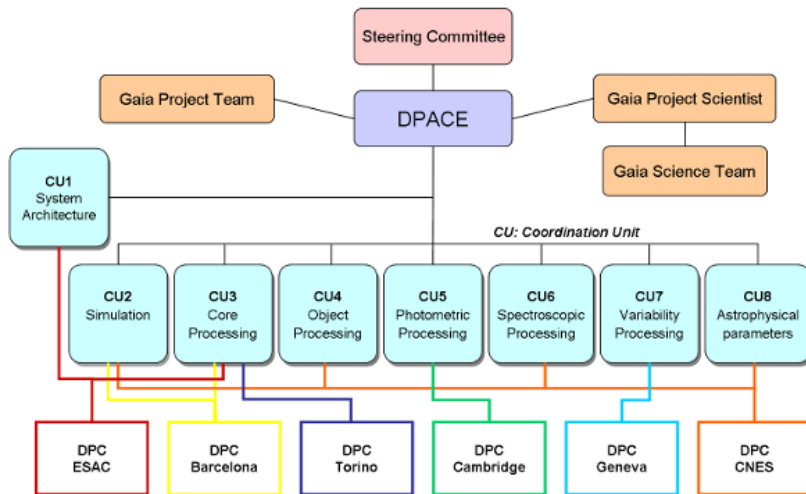 Steering Committee
Gaia Project Team
DPACE
Gaia Project Scientist
Gaia Science Team
CU1
System
Architecture
CU: Coordination Unit
CU2
Simulation
CU3
Core
Processing
CU4
Object
Processing
CU5
Photometric
Processing
CU6
Spectroscopic
Processing
CU7
Variability
Processing
CU8
Astrophysical
parameters
DPC
ESAC
DPC
Barcelona
DPC
Torino
DPC
Cambridge
DPC
Geneva
DPC
CNES